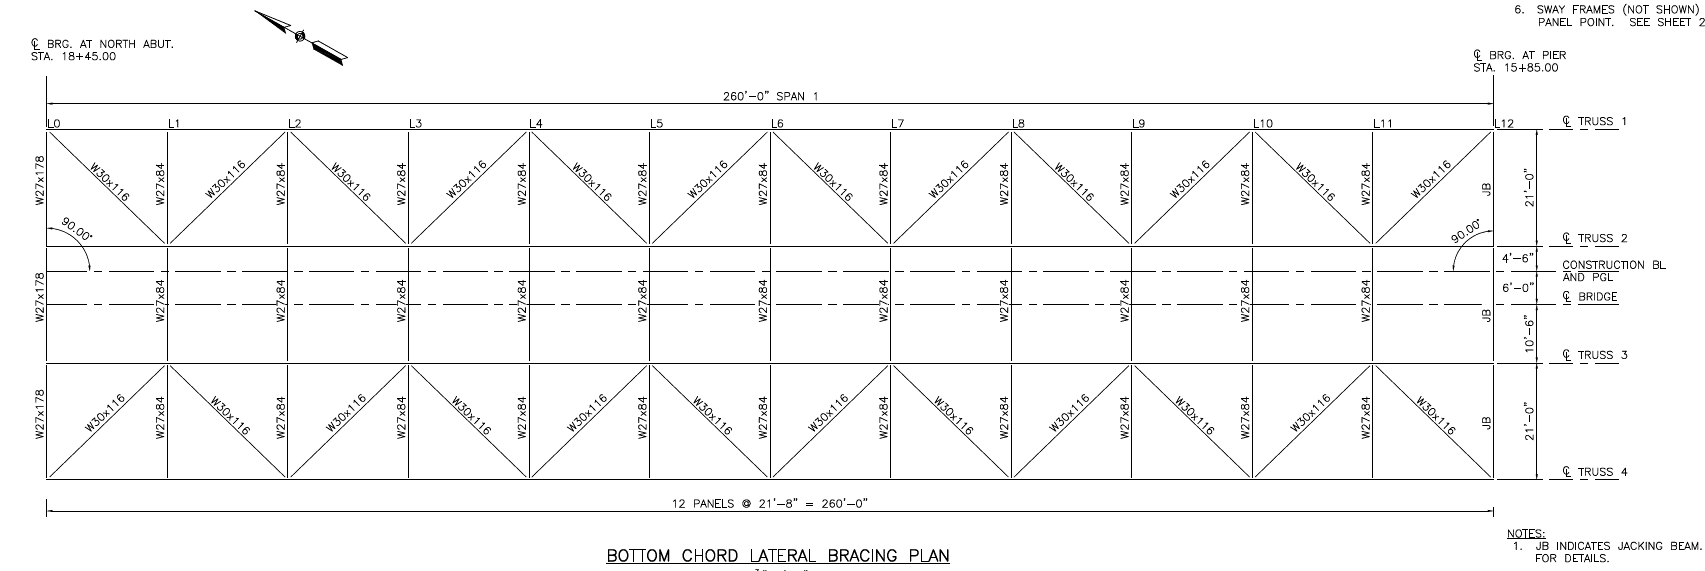 6. SWAY FRAMES (NOT SHOWN)
PANEL POINT. SEE SHEET 2
℄ BRG. AT NORTH ABUT.
STA. 18+45.00
℄ BRG. AT PIER
STA. 15+85.00
260'-0" SPAN 1
L0 L1 L2 L3 L4 L5 L6 L7 L8 L9 L10 L11 L12
℄ TRUSS 1
W27x178 W30x116 W27x84 W30x116 W27x84 W30x116 W27x84 W30x116 W27x84 W30x116 W27x84 W30x116 W27x84 W30x116 W27x84 W30x116 W27x84 W30x116 W27x84 W30x116 W27x84 W30x116 W27x84 W30x116 JB 21'-0"
90.00° 90.00°
℄ TRUSS 2
4'-6"
CONSTRUCTION BL
AND PGL
6'-0"
℄ BRIDGE
W27x178 W27x84 W27x84 W27x84 W27x84 W27x84 W27x84 W27x84 W27x84 W27x84 W27x84 W27x84 JB 10'-6"
℄ TRUSS 3
W27x178 W30x116 W27x84 W30x116 W27x84 W30x116 W27x84 W30x116 W27x84 W30x116 W27x84 W30x116 W27x84 W30x116 W27x84 W30x116 W27x84 W30x116 W27x84 W30x116 W27x84 W30x116 W27x84 W30x116 JB 21'-0"
℄ TRUSS 4
12 PANELS @ 21'-8" = 260'-0"
BOTTOM CHORD LATERAL BRACING PLAN
NOTES:
1. JB INDICATES JACKING BEAM.
FOR DETAILS.